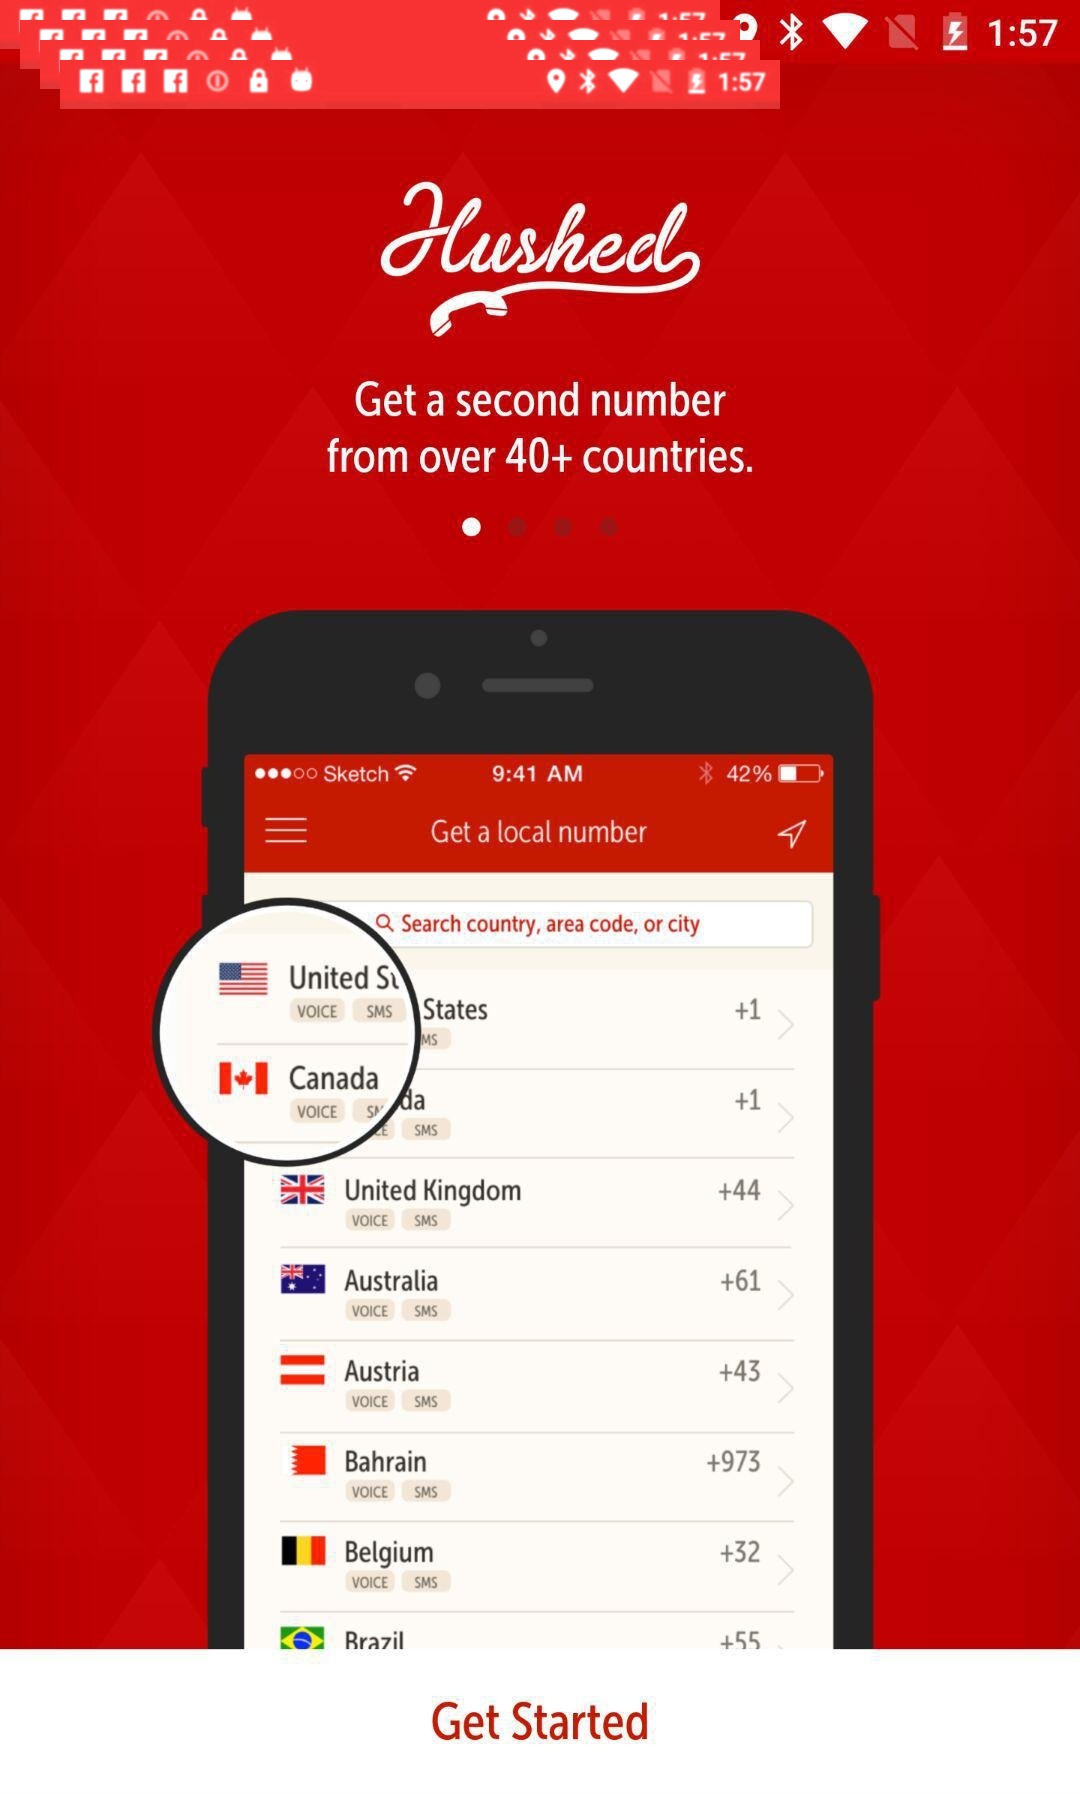 1:57
1:57
1:57
1:57
1:57
Hushed
Get a second number
from over 40+ countries.
Sketch 9:41 AM 42%
Get a local number
Search country, area code, or city
United St
VOICE SMS
States +1
MS
Canada
VOICE SM
da +1
CE SMS
United Kingdom +44
VOICE SMS
Australia +61
VOICE SMS
Austria +43
VOICE SMS
Bahrain +973
VOICE SMS
Belgium +32
VOICE SMS
Brazil +55
Get Started